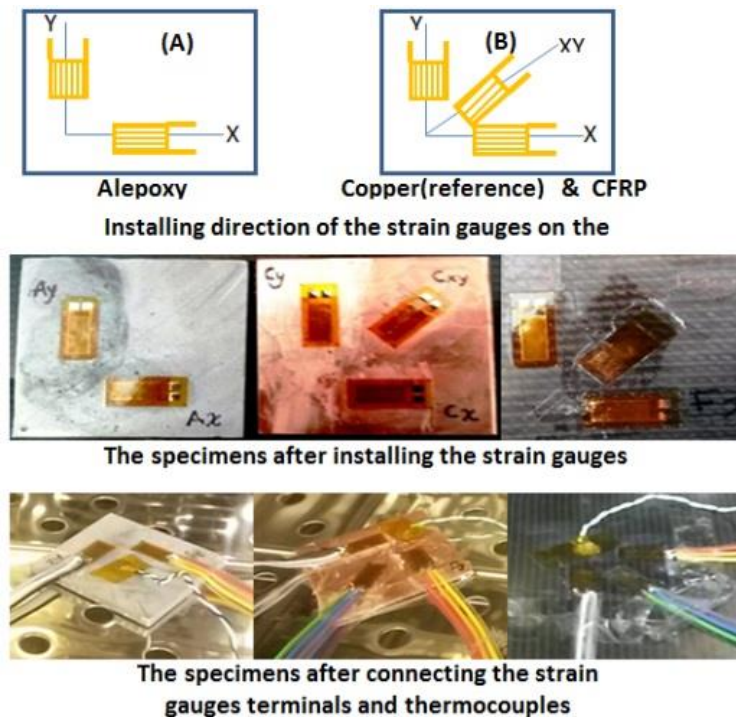 Y (A)
X
Y (B) XY
X
Alepoxy
Copper(reference) & CFRP
Installing direction of the strain gauges on the
Ay
Ax
Cy
Cxy
Cx
The specimens after installing the strain gauges
The specimens after connecting the strain
gauges terminals and thermocouples